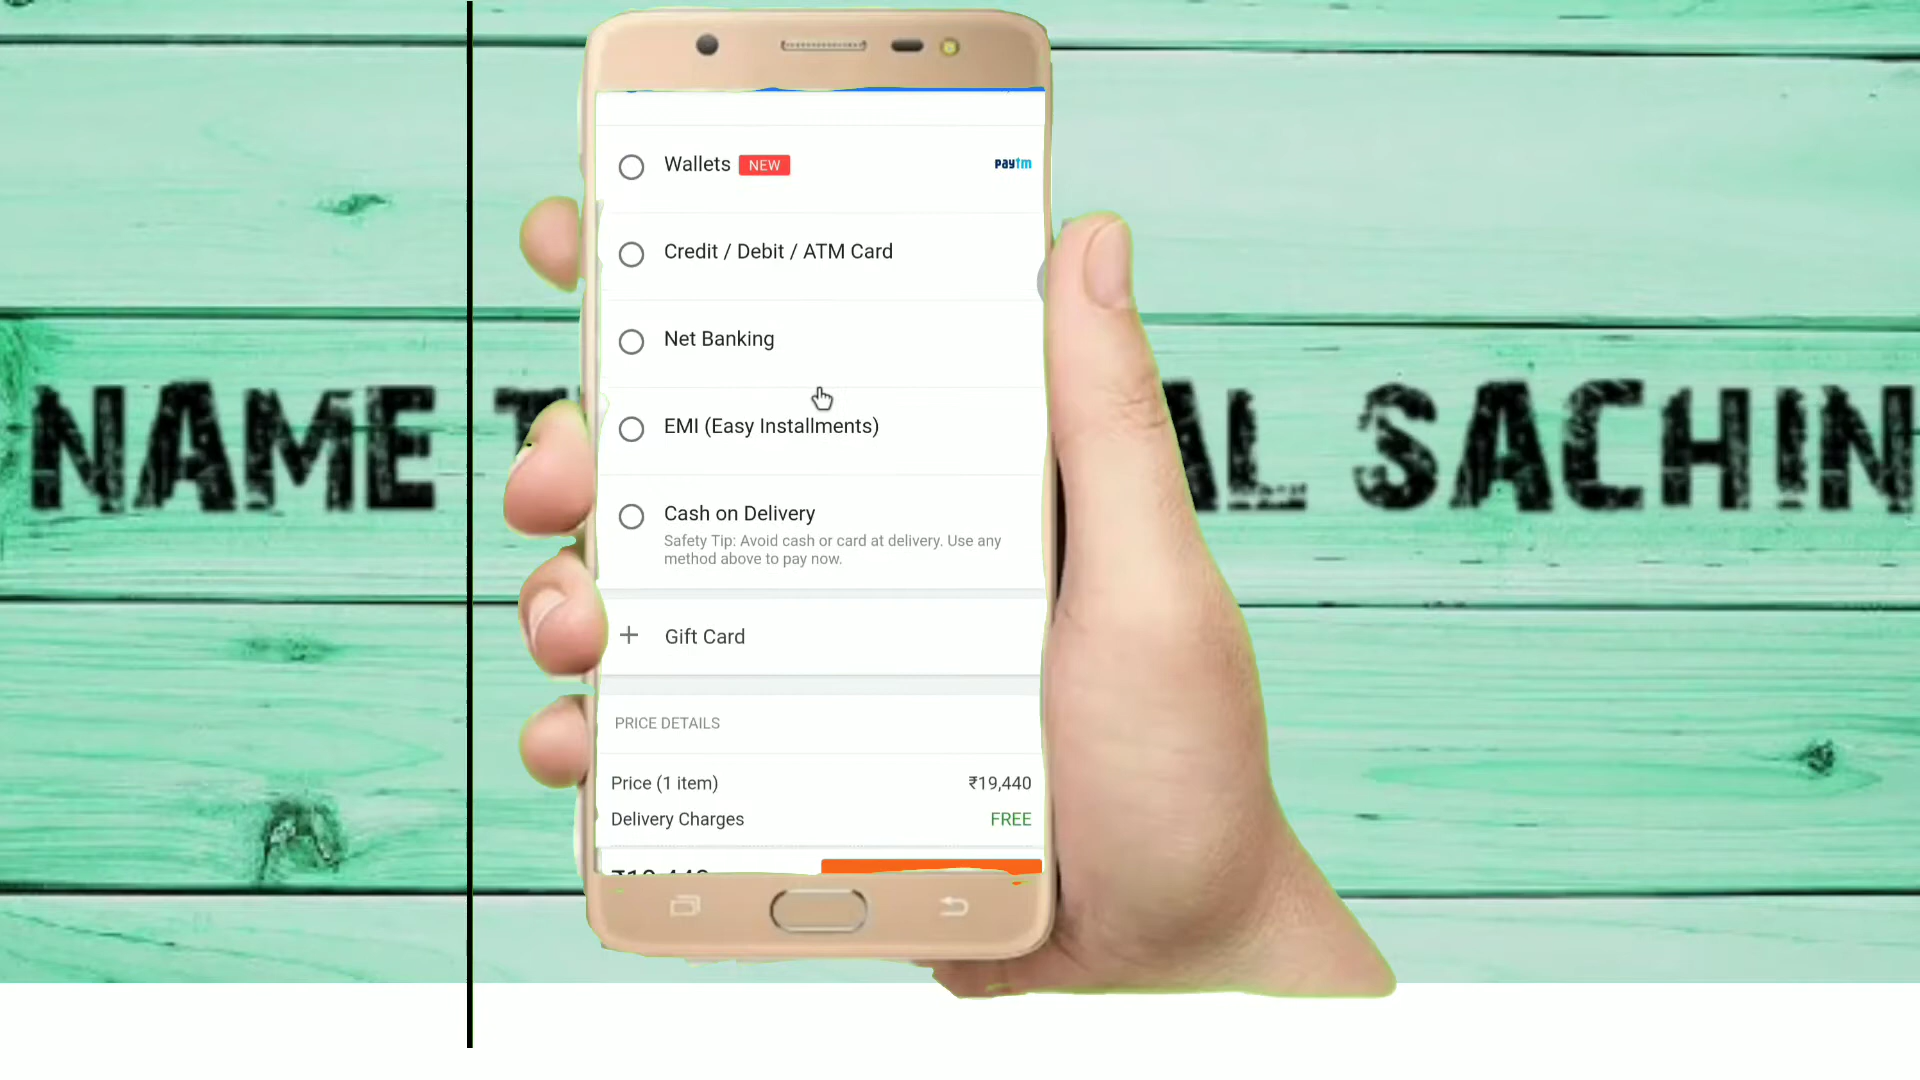 Wallets NEW paytm
Credit / Debit / ATM Card
Net Banking
EMI (Easy Installments)
Cash on Delivery
Safety Tip: Avoid cash or card at delivery. Use any
method above to pay now.
+ Gift Card
PRICE DETAILS
Price (1 item) ₹19,440
Delivery Charges FREE
NAME SACHIN